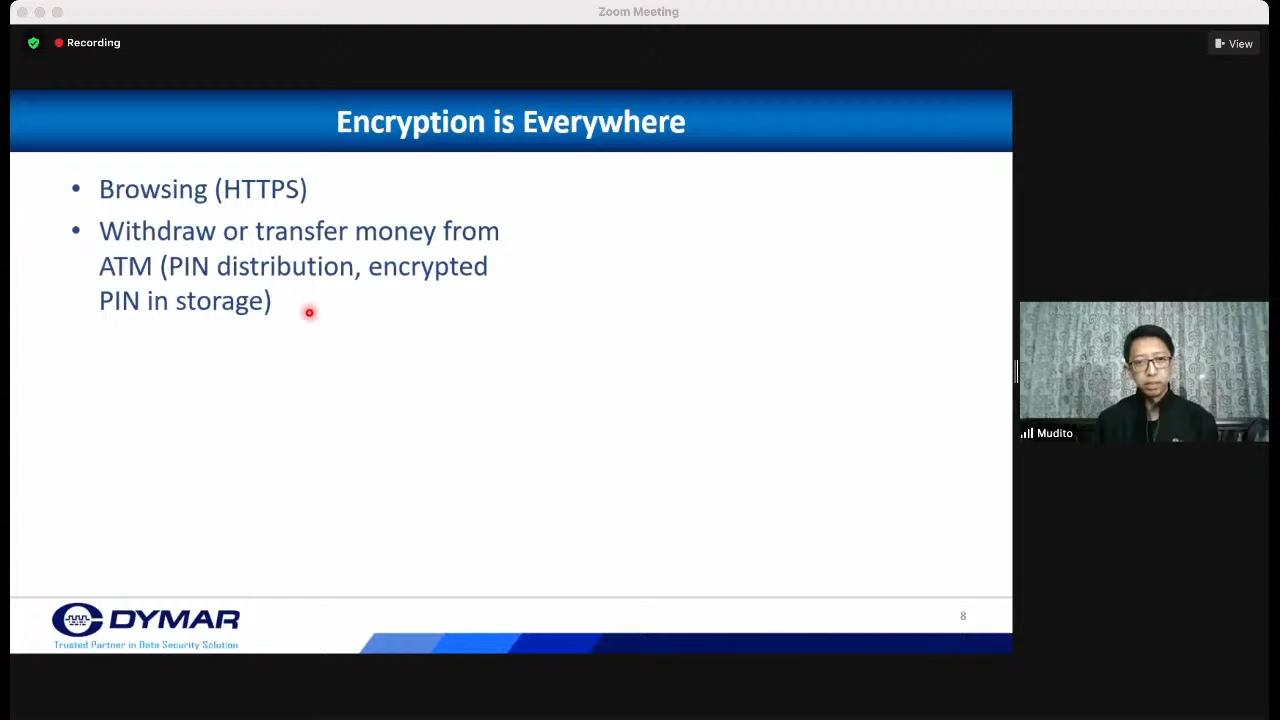 Zoom Meeting
Recording
View
Encryption is Everywhere
• Browsing (HTTPS)
• Withdraw or transfer money from
ATM (PIN distribution, encrypted
PIN in storage)
Mudito
DYMAR
Trusted Partner in Data Security Solution
8